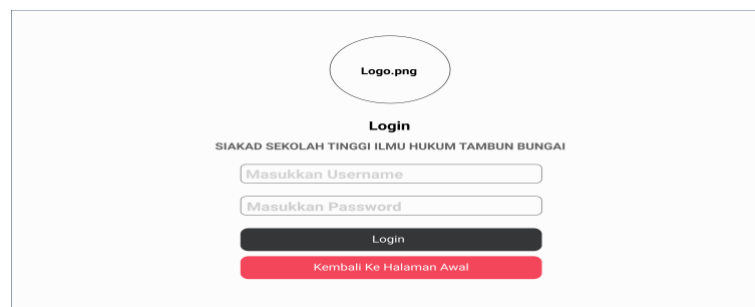 Logo.png
Login
SIAKAD SEKOLAH TINGGI ILMU HUKUM TAMBUN BUNGAI
Masukkan Username
Masukkan Password
Login
Kembali Ke Halaman Awal